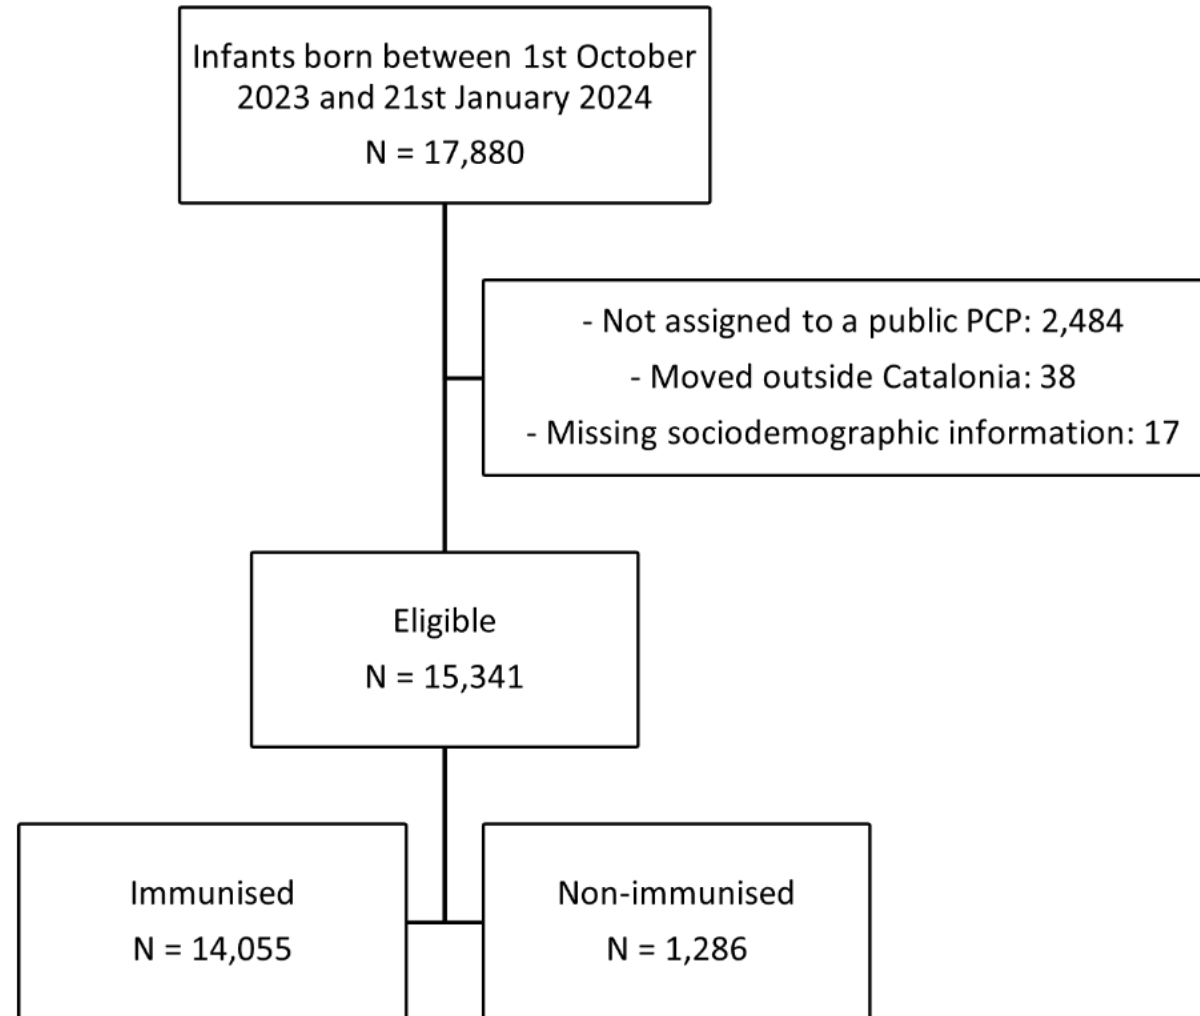 Infants born between 1st October
2023 and 21st January 2024
N = 17,880
- Not assigned to a public PCP: 2,484
- Moved outside Catalonia: 38
- Missing sociodemographic information: 17
Eligible
N = 15,341
Immunised
N = 14,055
Non-immunised
N = 1,286